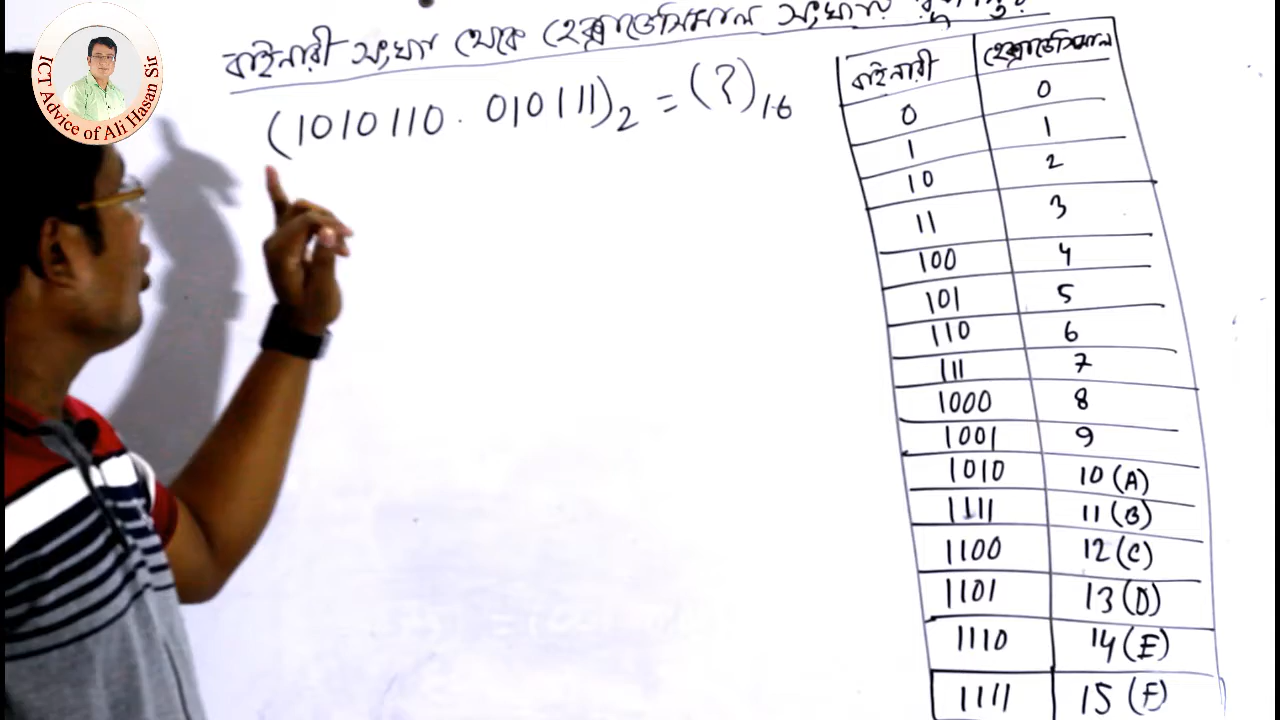 ICT Advice of Ali Hasan Sir
বাইনারী সংখ্যা থেকে হেক্সাডেসিমাল সংখ্যায়
(1010110 . 010111)2 = (?)16
বাইনারী হেক্সাডেসিমাল
0 0
1 1
10 2
11 3
100 4
101 5
110 6
111 7
1000 8
1001 9
1010 10 (A)
1111 11 (B)
1100 12 (C)
1101 13 (D)
1110 14 (E)
1111 15 (F)